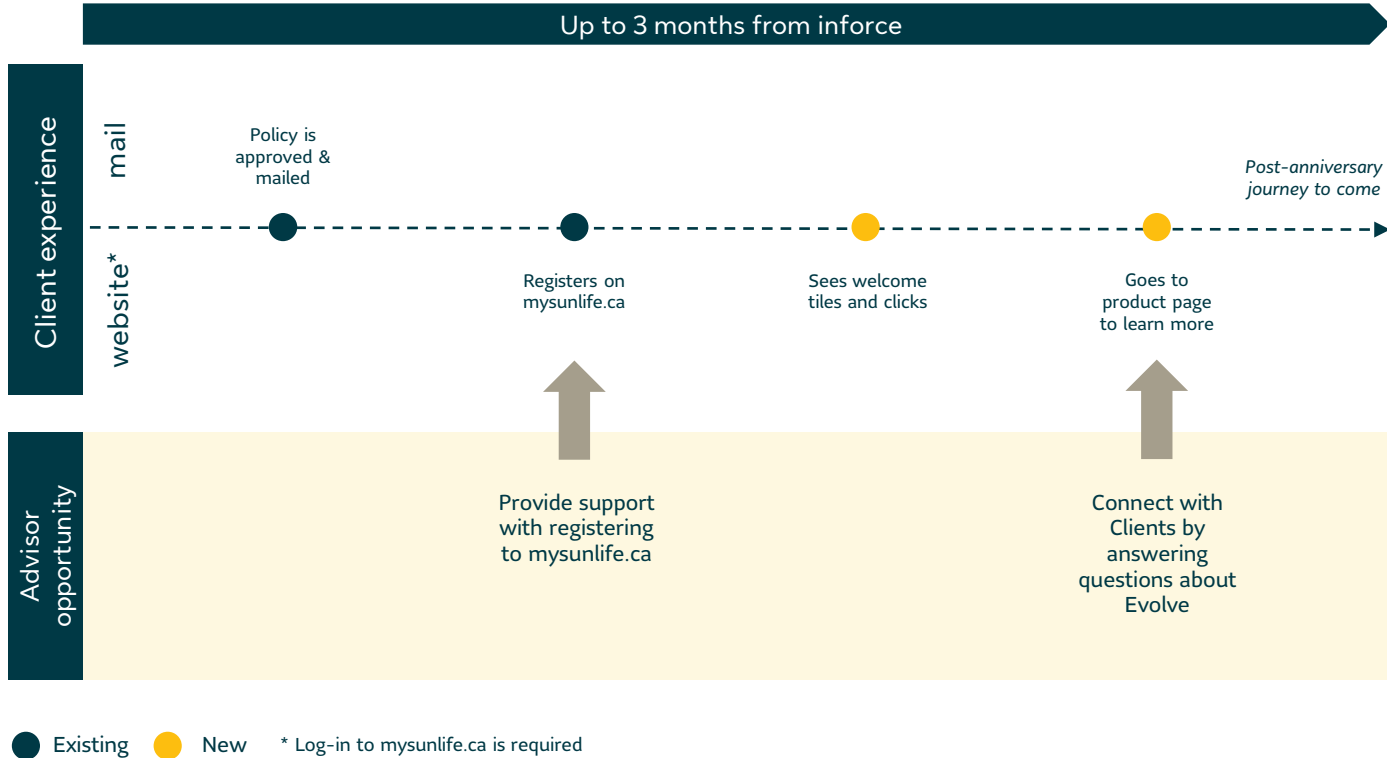 Up to 3 months from inforce
Client experience
mail
website*
Policy is
approved &
mailed
Post-anniversary
journey to come
Registers on
mysunlife.ca
Sees welcome
tiles and clicks
Goes to
product page
to learn more
Advisor
opportunity
Provide support
with registering
to mysunlife.ca
Connect with
Clients by
answering
questions about
Evolve
Existing
New
* Log-in to mysunlife.ca is required